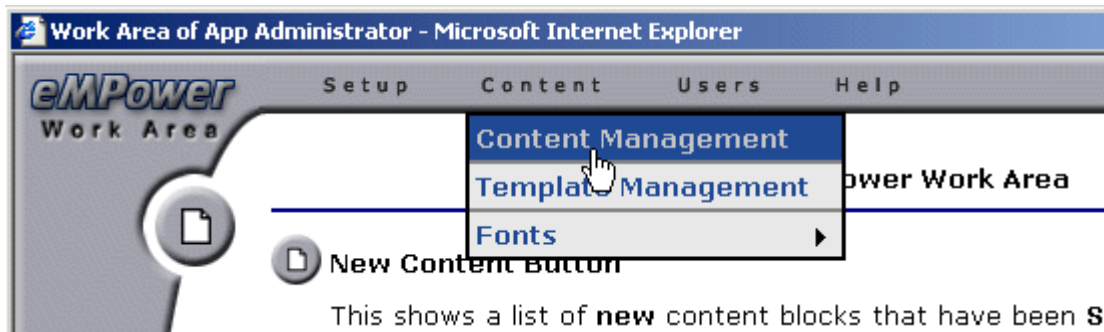 Work Area of App Administrator - Microsoft Internet Explorer
eMPower
Work Area
Setup Content Users Help
Content Management
Template Management
Fonts
Work Area
New Content Button
This shows a list of new content blocks that have been S